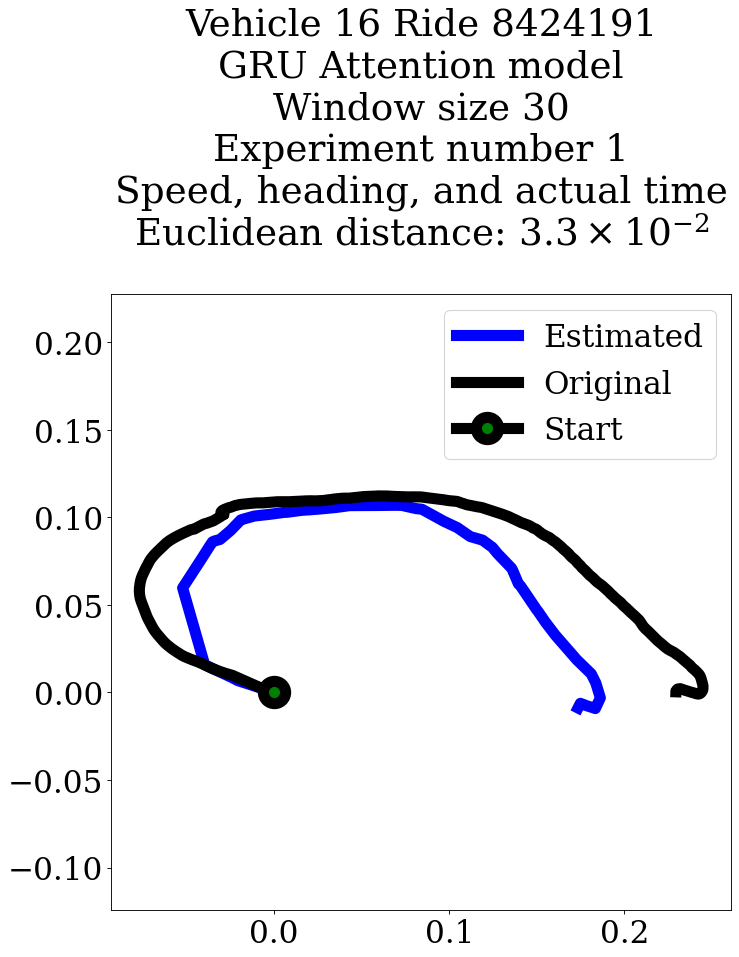 Vehicle 16 Ride 8424191
GRU Attention model
Window size 30
Experiment number 1
Speed, heading, and actual time
Euclidean distance: 3.3 × 10⁻²
Estimated
Original
Start
0.20
0.15
0.10
0.05
0.00
−0.05
−0.10
0.0 0.1 0.2